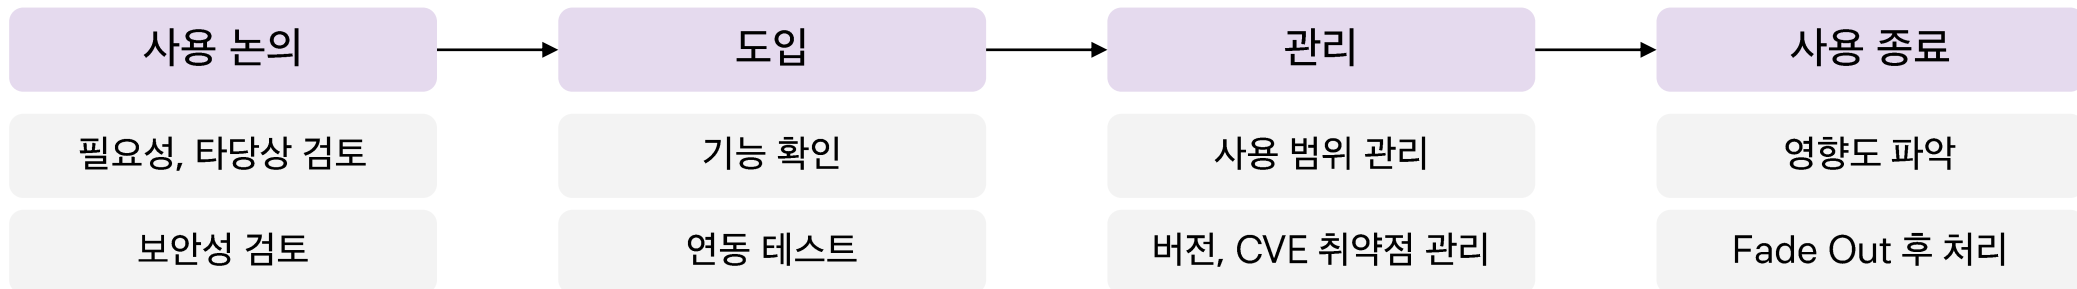 사용 논의
도입
관리
사용 종료
필요성, 타당상 검토
기능 확인
사용 범위 관리
영향도 파악
보안성 검토
연동 테스트
버전, CVE 취약점 관리
Fade Out 후 처리